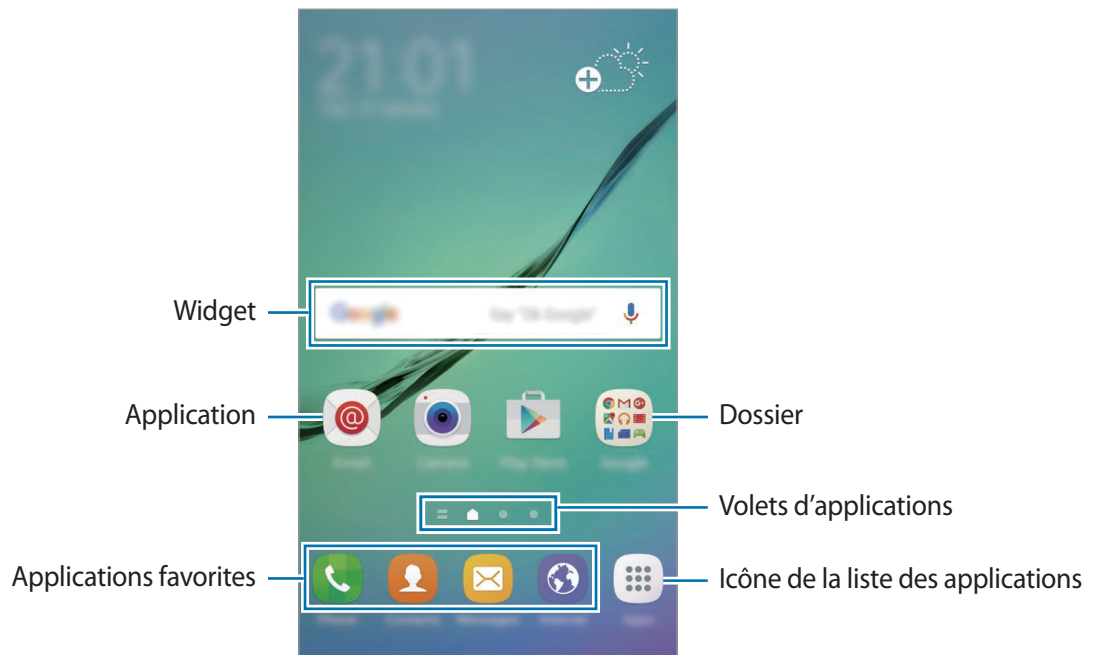 21:01
Widget
Google Say "Ok Google"
Application
Dossier
Email Camera Play Store Google
Volets d’applications
Applications favorites
Icône de la liste des applications
Phone Contacts Messages Internet Apps